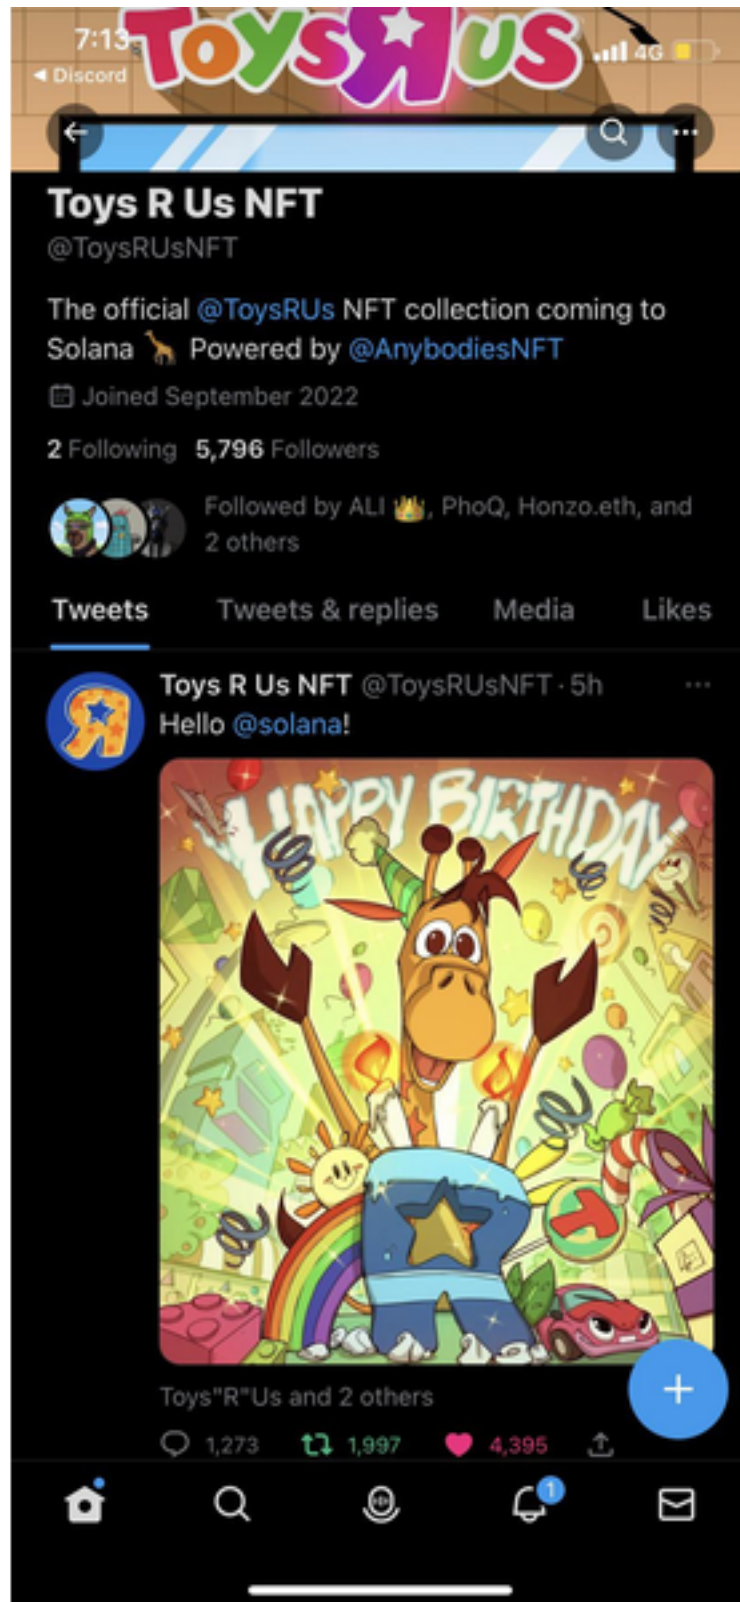 7:13
TOYS R US
4G
◀ Discord
Toys R Us NFT
@ToysRUsNFT
The official @ToysRUs NFT collection coming to
Solana 🦒 Powered by @AnybodiesNFT
Joined September 2022
2 Following 5,796 Followers
Followed by ALI 👑, PhoQ, Honzo.eth, and
2 others
Tweets Tweets & replies Media Likes
Toys R Us NFT @ToysRUsNFT · 5h
Hello @solana!
HAPPY BIRTHDAY
R
T
R
Toys"R"Us and 2 others
1,273 1,997 4,395
1